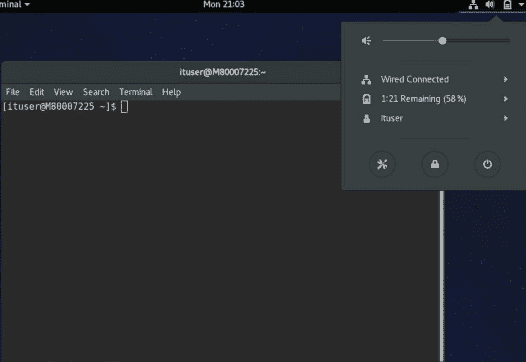 minal
Mon 21:03
ituser@M80007225:~
File Edit View Search Terminal Help
[ituser@M80007225 ~]$
Wired Connected
1:21 Remaining (58%)
ituser